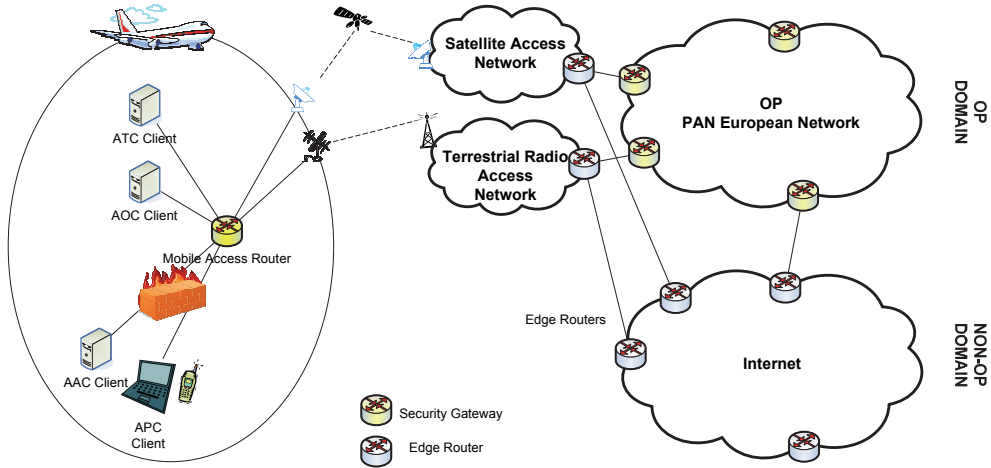 ATC Client
AOC Client
Mobile Access Router
AAC Client
APC
Client
Satellite Access
Network
Terrestrial Radio
Access
Network
OP
PAN European Network
OP
DOMAIN
Edge Routers
Internet
NON-OP
DOMAIN
Security Gateway
Edge Router